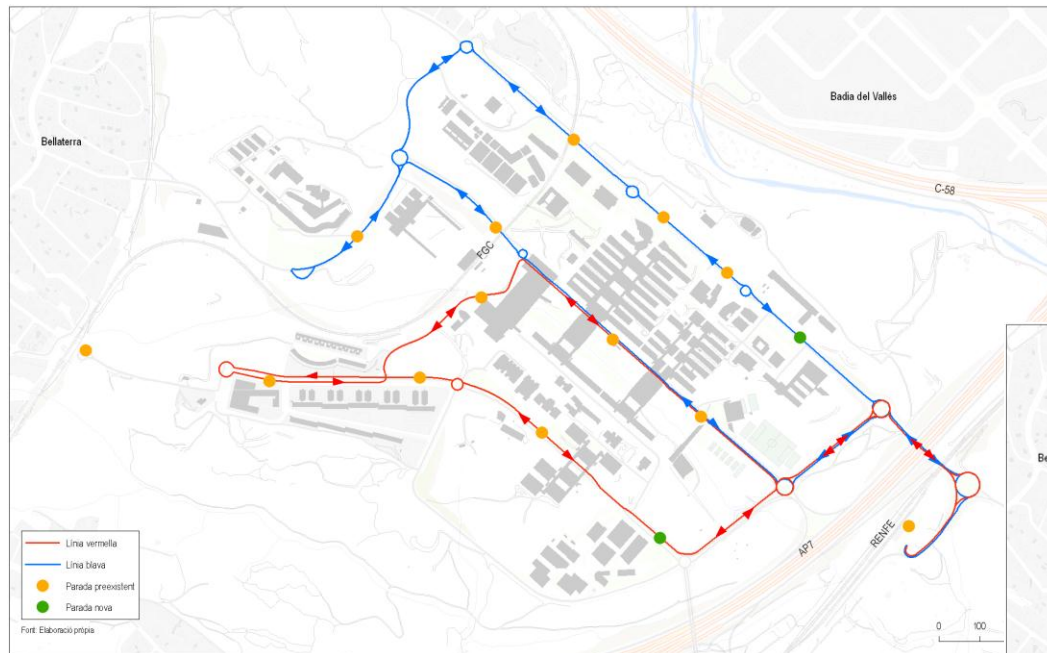 Badia del Vallès
Bellaterra
C-58
FGC
AP7
RENFE
Línia vermella
Línia blava
Parada preexistent
Parada nova
Font: Elaboració pròpia
0 100
Be